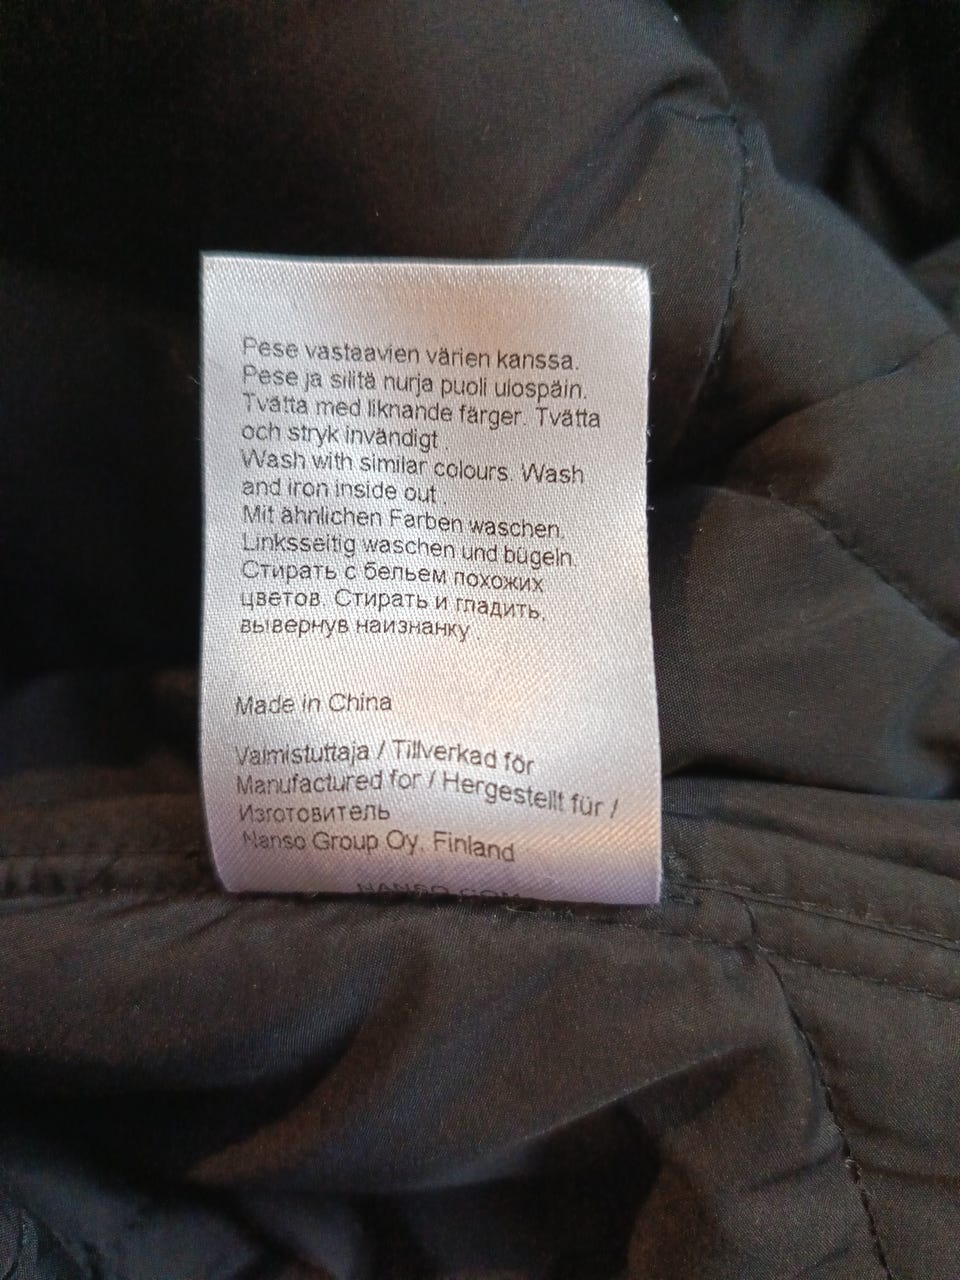 Pese vastaavien värien kanssa.
Pese ja silitä nurja puoli ulospäin.
Tvätta med liknande färger. Tvätta
och stryk invändigt.
Wash with similar colours. Wash
and iron inside out
Mit ähnlichen Farben waschen.
Linksseitig waschen und bügeln.
Стирать с бельем похожих
цветов. Стирать и гладить,
вывернув наизнанку.
Made in China
Valmistuttaja / Tillverkad för
Manufactured for / Hergestellt für /
Изготовитель
Nanso Group Oy, Finland
NANSO.COM